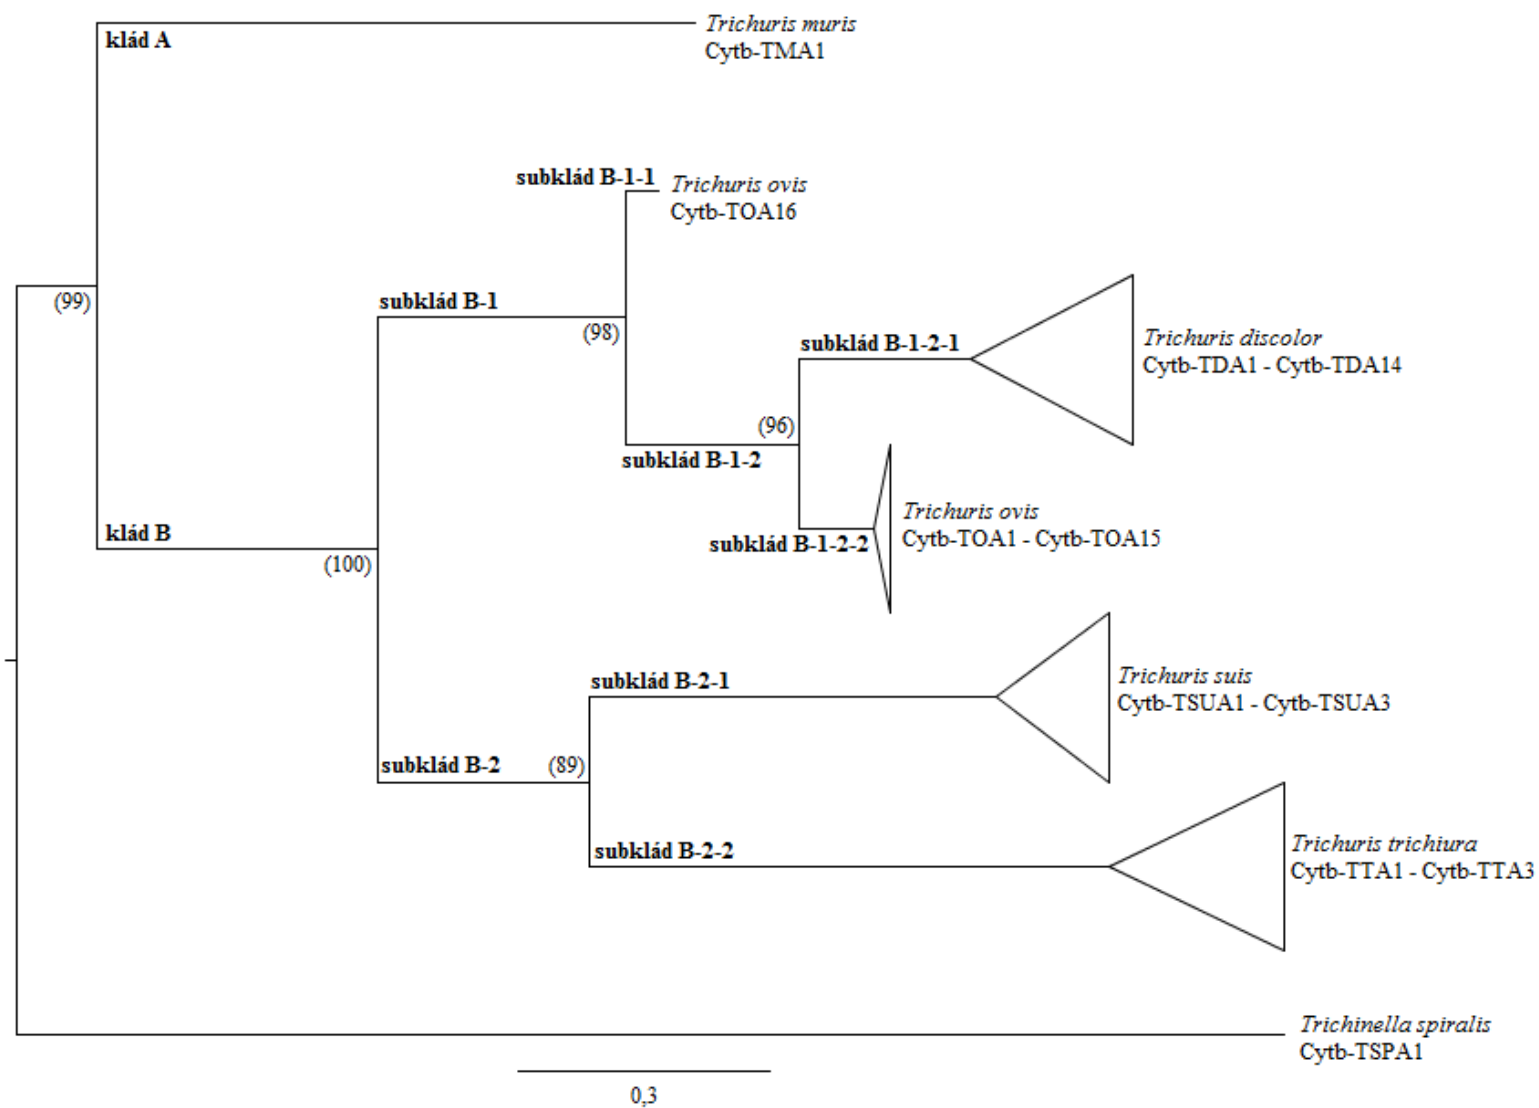 Trichuris muris
klád A
Cytb-TMA1
subklád B-1-1
Trichuris ovis
Cytb-TOA16
(99)
subklád B-1
(98)
subklád B-1-2-1
Trichuris discolor
Cytb-TDA1 - Cytb-TDA14
(96)
subklád B-1-2
Trichuris ovis
Cytb-TOA1 - Cytb-TOA15
klád B
subklád B-1-2-2
(100)
subklád B-2-1
Trichuris suis
Cytb-TSUA1 - Cytb-TSUA3
subklád B-2
(89)
subklád B-2-2
Trichuris trichiura
Cytb-TTA1 - Cytb-TTA3
Trichinella spiralis
Cytb-TSPA1
0,3